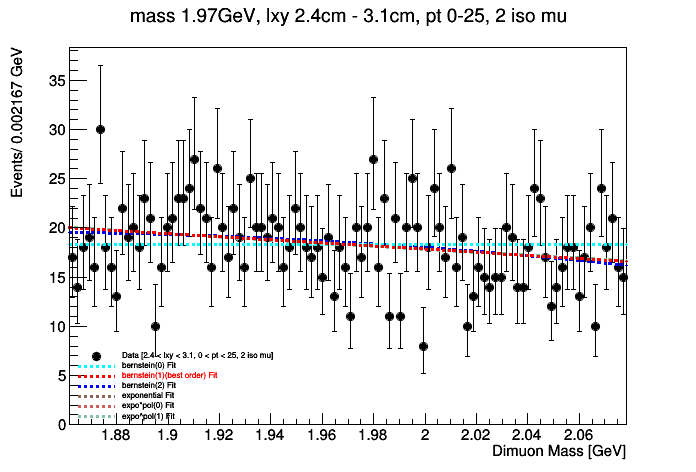 mass 1.97GeV, lxy 2.4cm - 3.1cm, pt 0-25, 2 iso mu
Events/ 0.002167 GeV
35
30
25
20
15
10
5
0
Data [2.4 < lxy < 3.1, 0 < pt < 25, 2 iso mu]
bernstein(0) Fit
bernstein(1)(best order) Fit
bernstein(2) Fit
exponential Fit
expo*pol(0) Fit
expo*pol(1) Fit
1.88 1.9 1.92 1.94 1.96 1.98 2 2.02 2.04 2.06
Dimuon Mass [GeV]